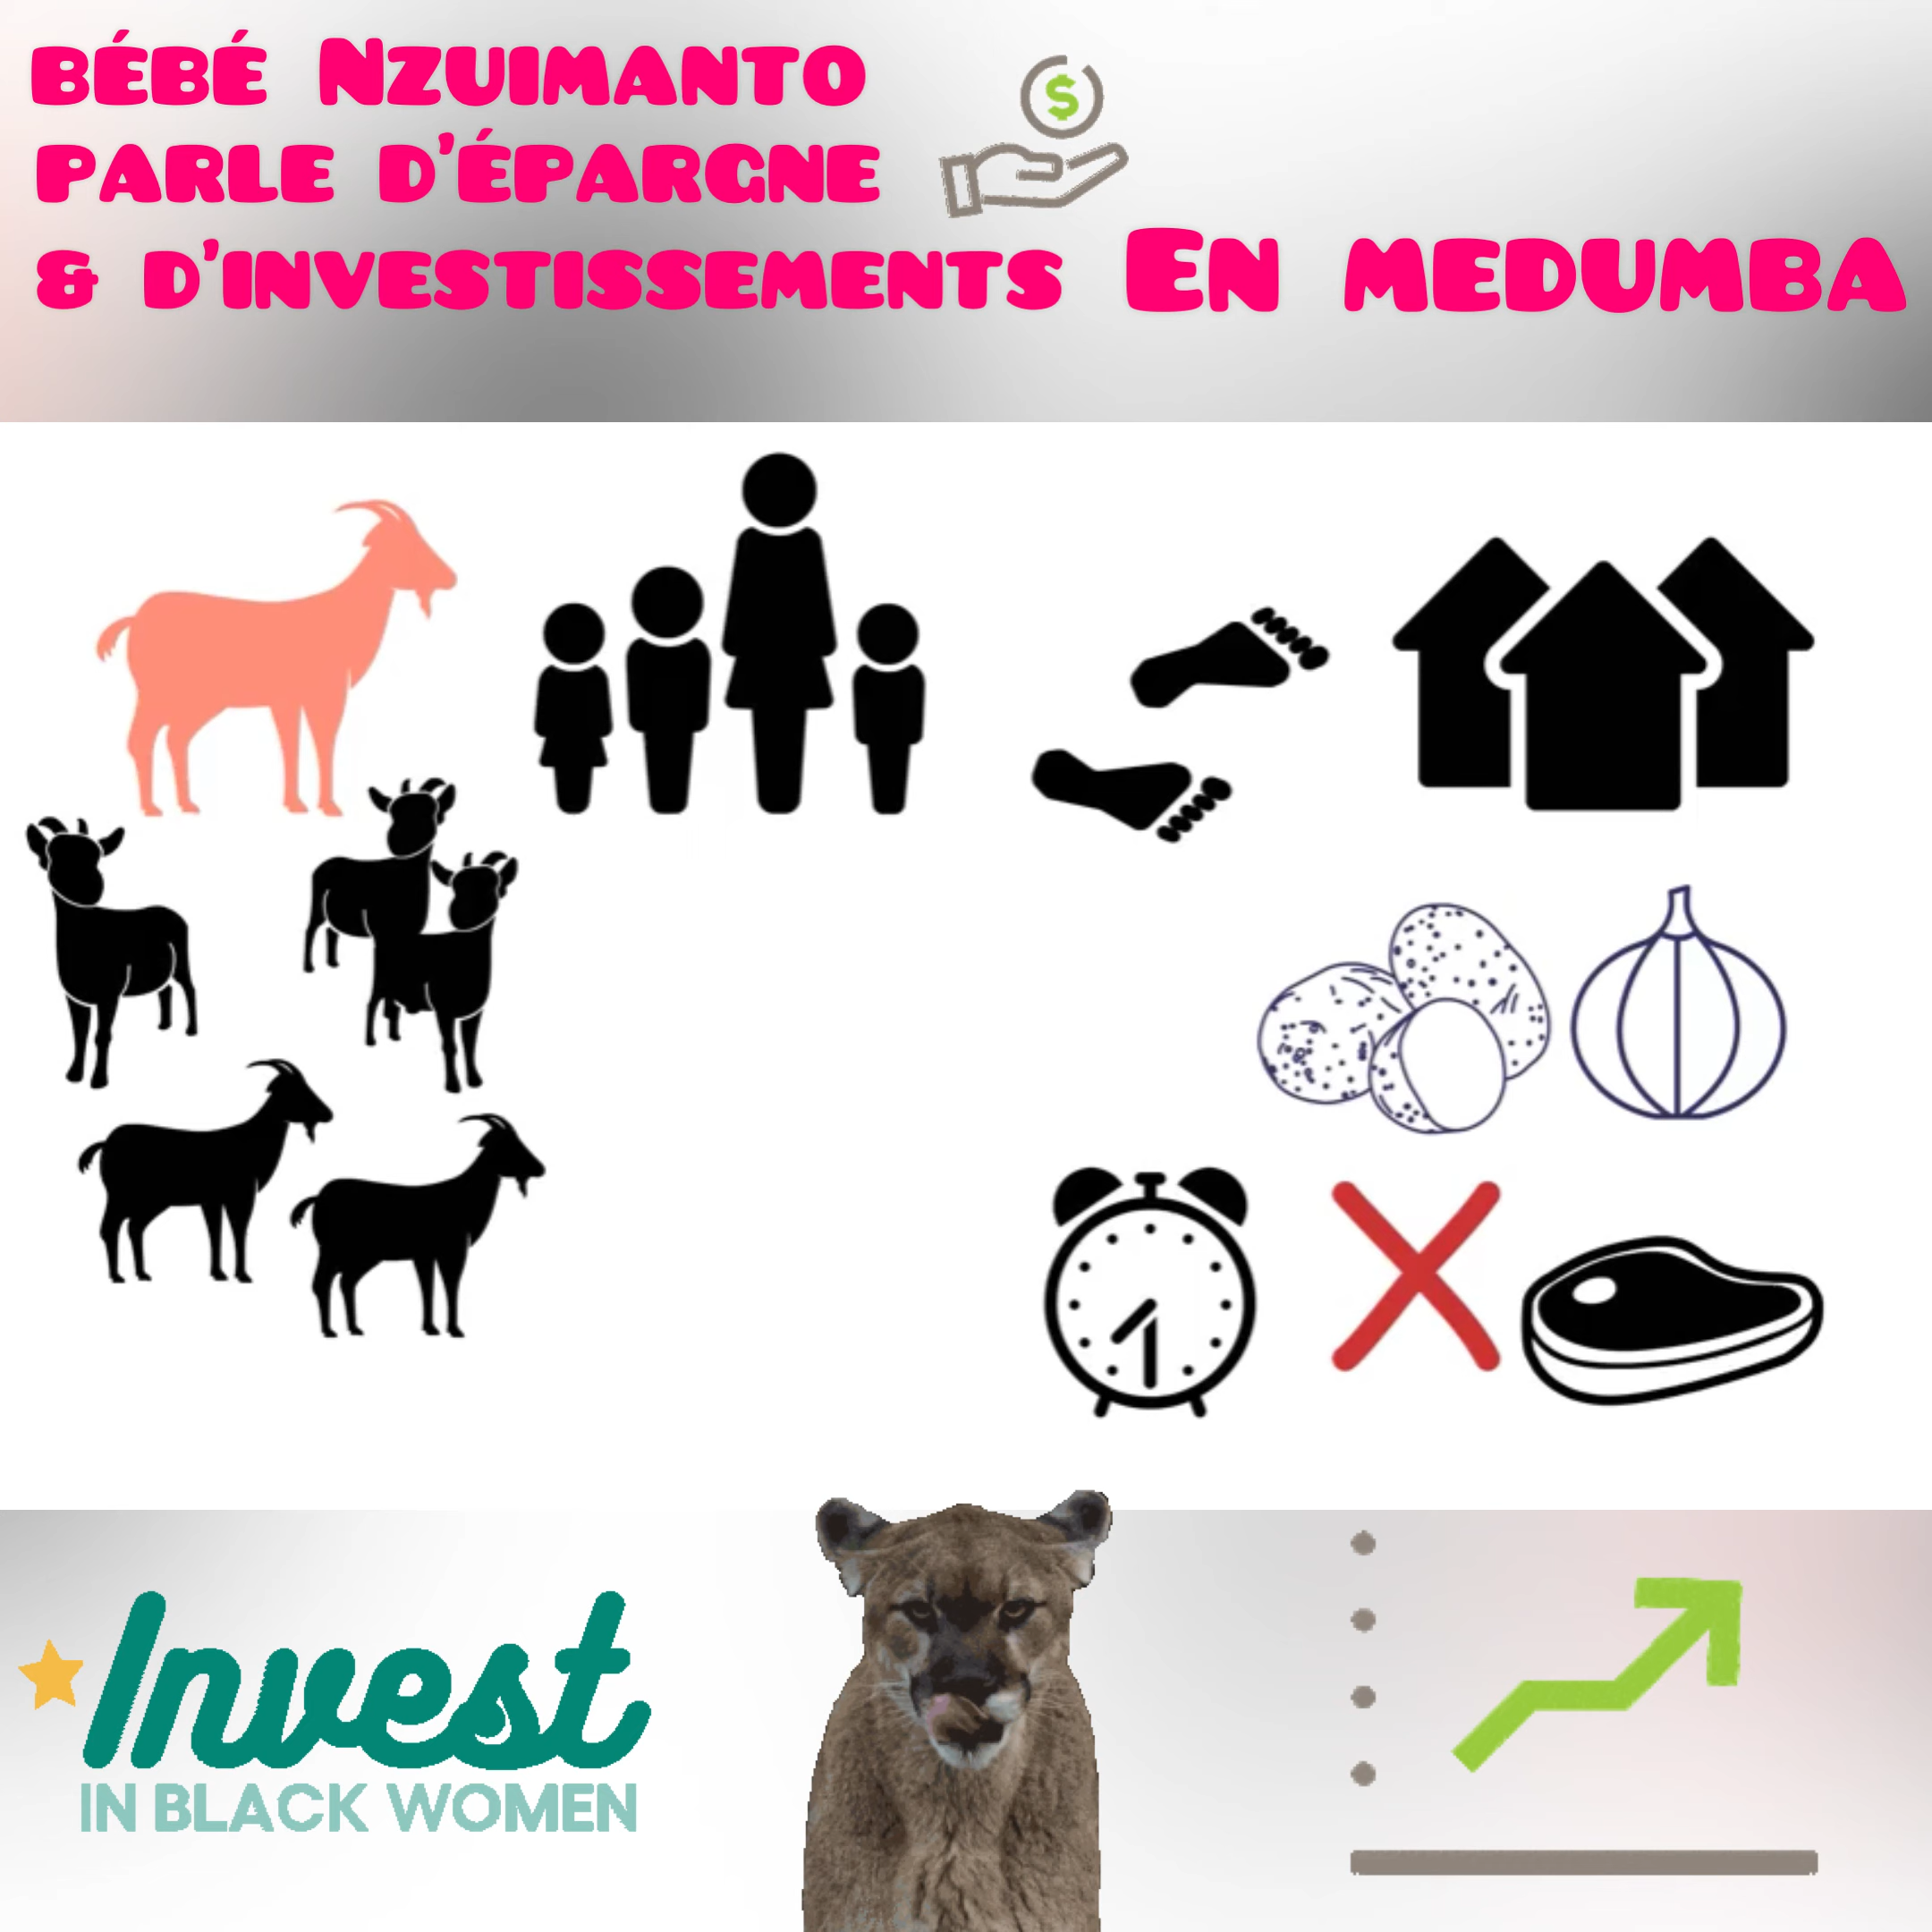 BÉBÉ NZUIMANTO
PARLE D'ÉPARGNE
& D'INVESTISSEMENTS EN MEDUMBA
$
Invest
IN BLACK WOMEN